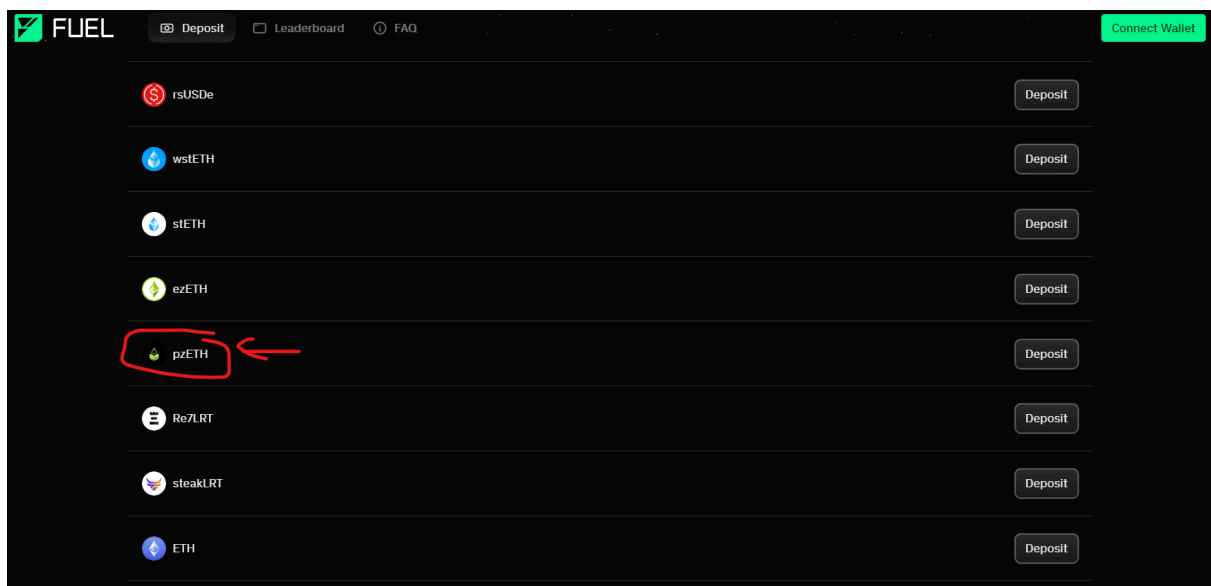 FUEL
Deposit
Leaderboard
FAQ
Connect Wallet
rsUSDe
Deposit
wstETH
Deposit
stETH
Deposit
ezETH
Deposit
pzETH
Deposit
Re7LRT
Deposit
steakLRT
Deposit
ETH
Deposit